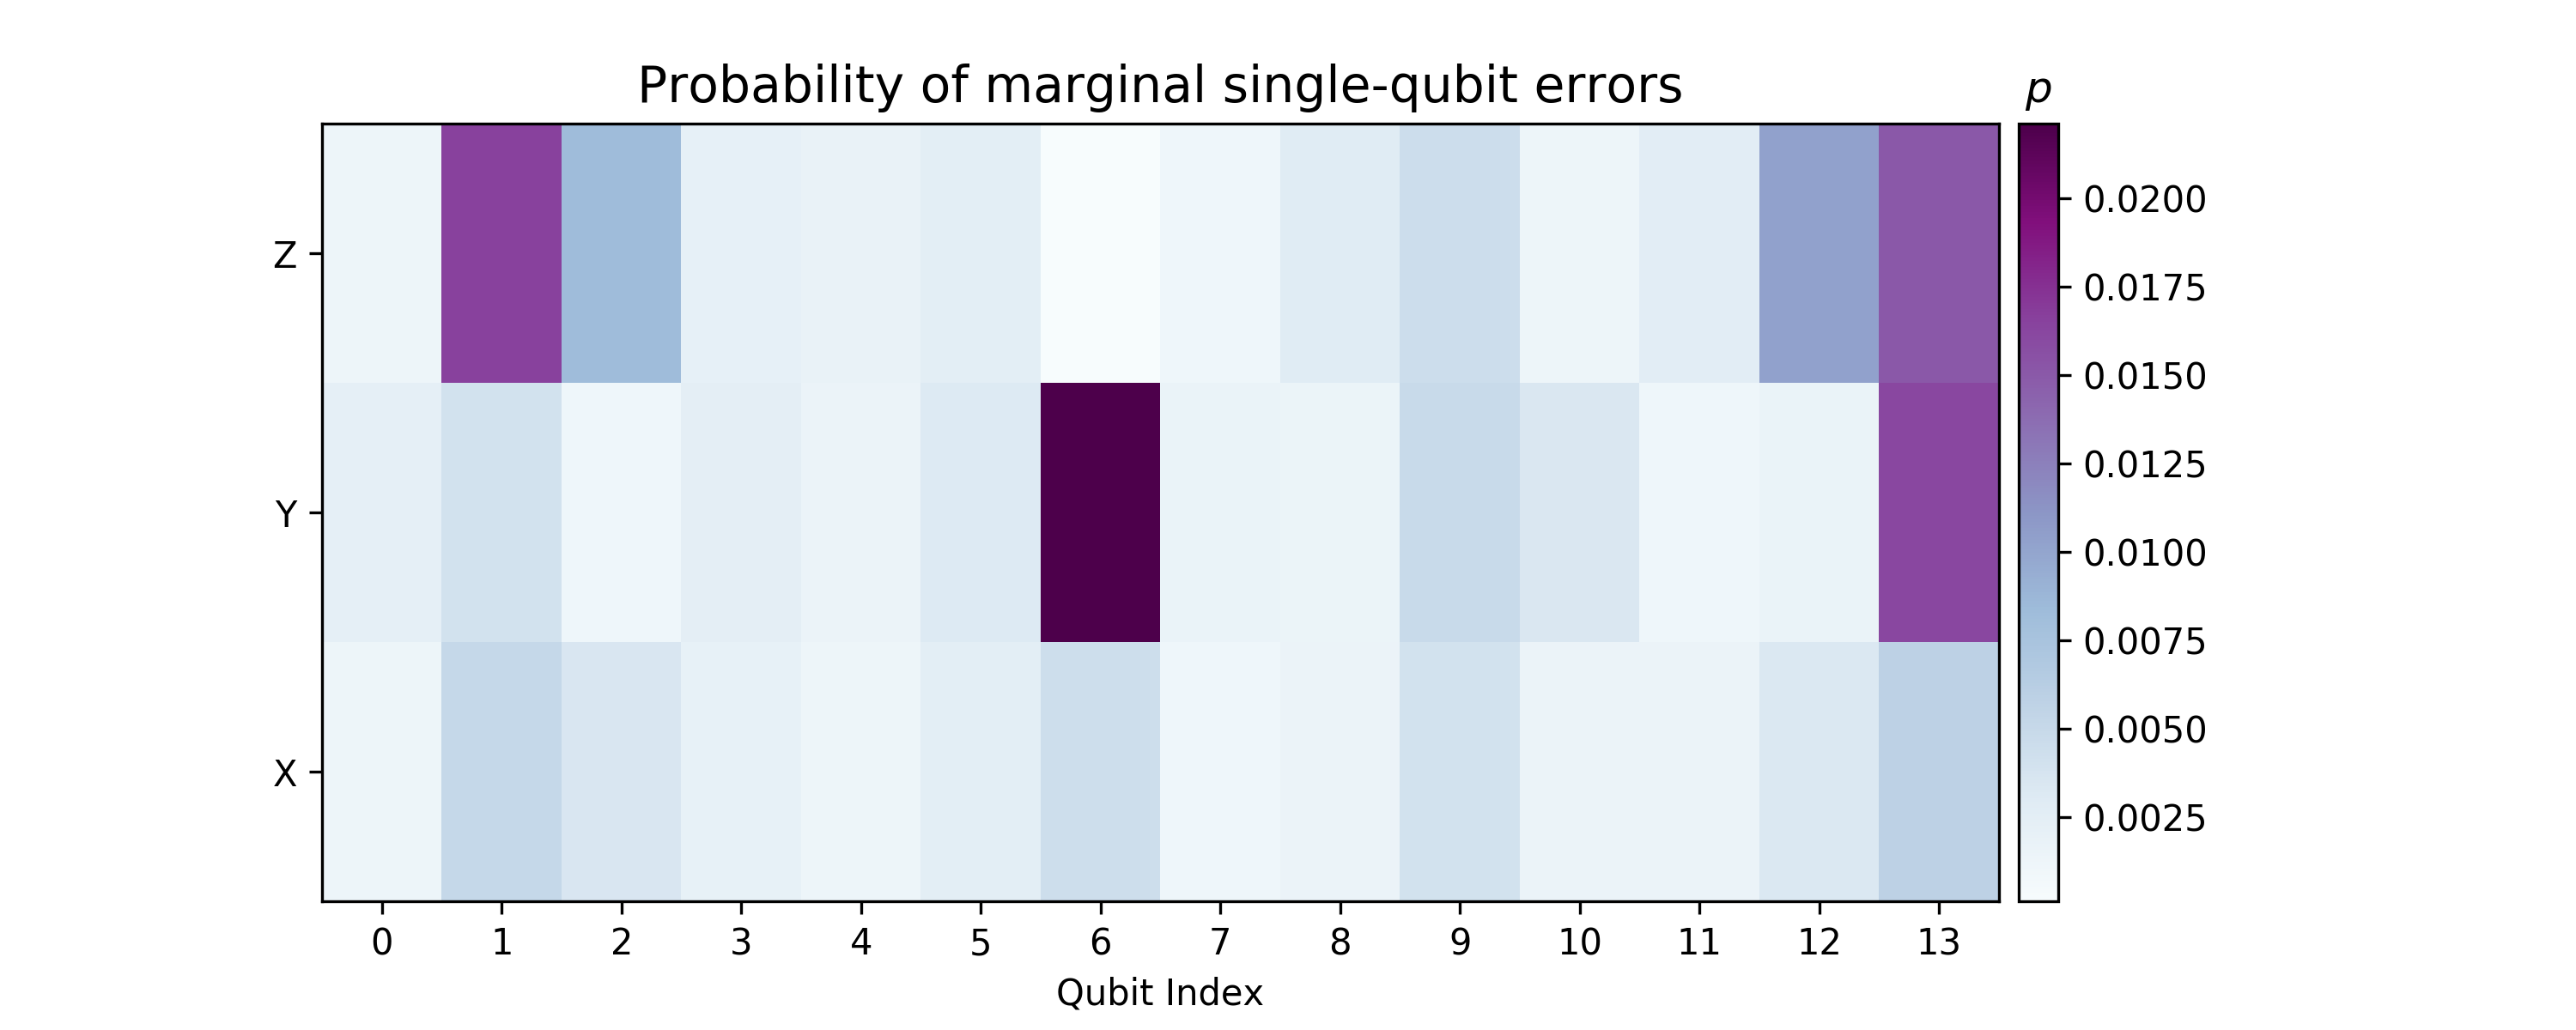 Probability of marginal single-qubit errors
p
Z
Y
X
0.0200
0.0175
0.0150
0.0125
0.0100
0.0075
0.0050
0.0025
0 1 2 3 4 5 6 7 8 9 10 11 12 13
Qubit Index